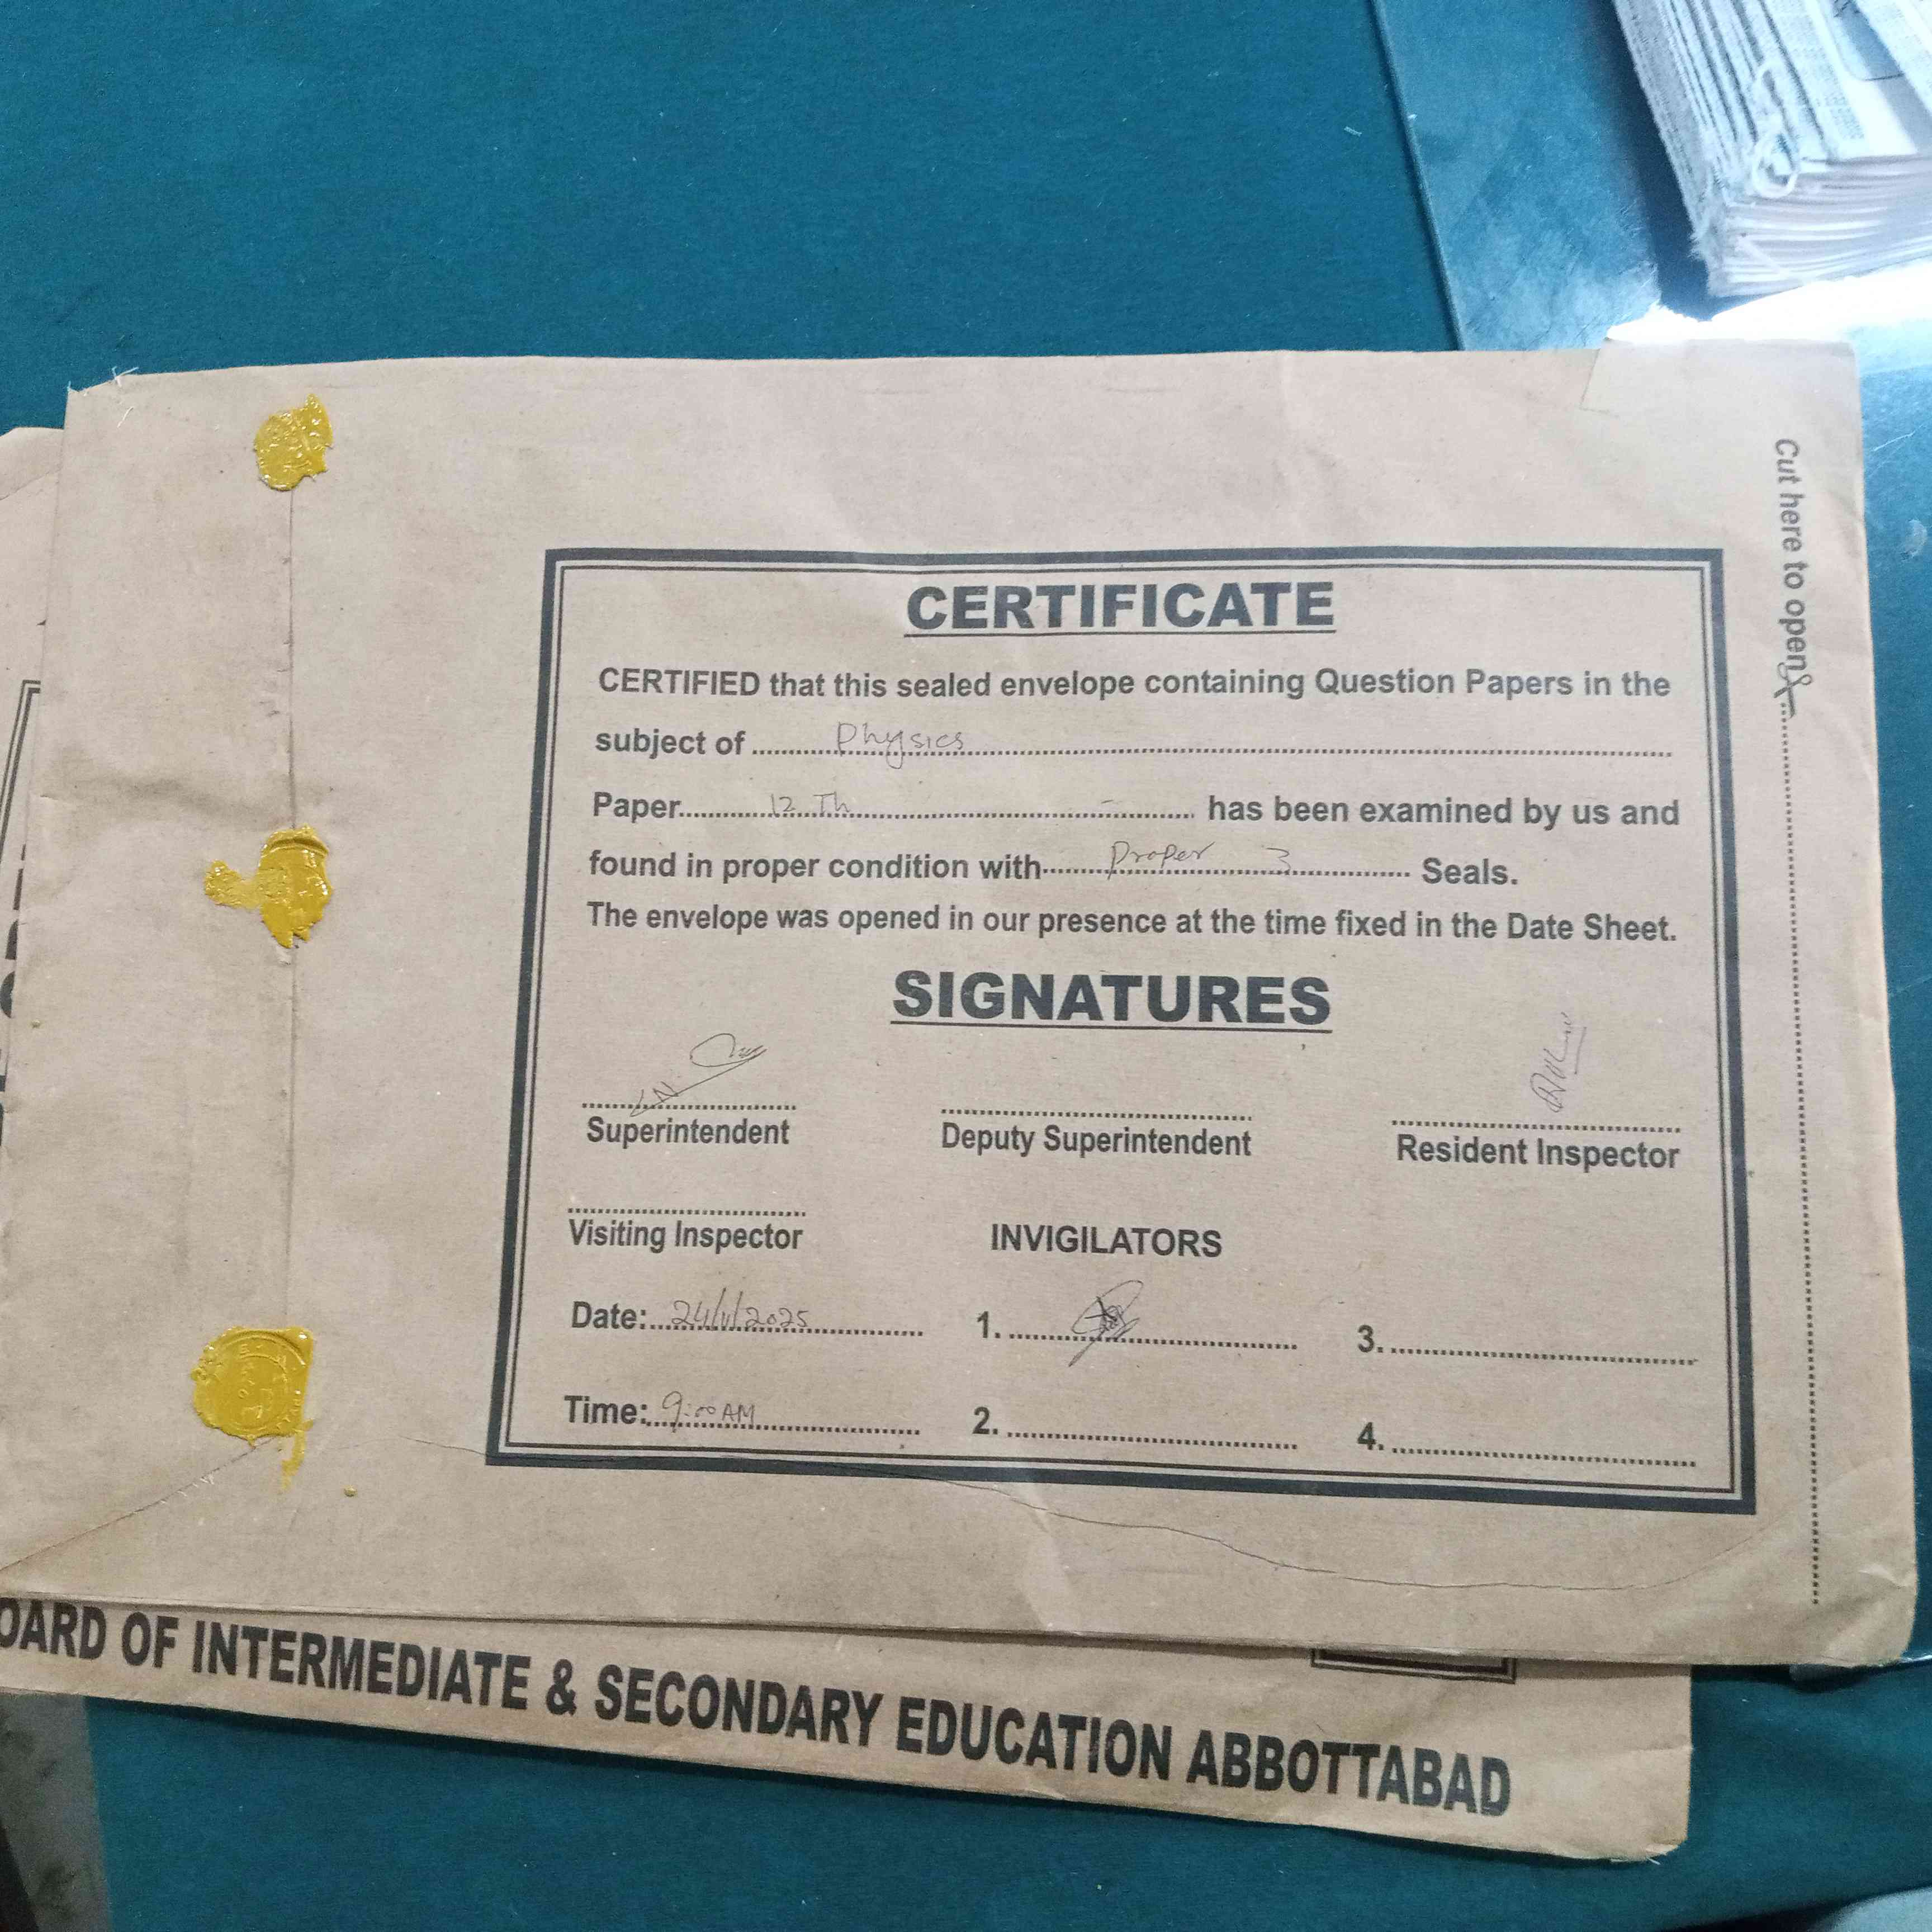 CERTIFICATE
CERTIFIED that this sealed envelope containing Question Papers in the
subject of Physics
Paper 12 Th has been examined by us and
found in proper condition with Proper 3 Seals.
The envelope was opened in our presence at the time fixed in the Date Sheet.
SIGNATURES
Superintendent Deputy Superintendent Resident Inspector
Visiting Inspector INVIGILATORS
Date: 24/11/2025 1. 3.
Time: 9:00 AM 2. 4.
Cut here to open
OARD OF INTERMEDIATE & SECONDARY EDUCATION ABBOTTABAD